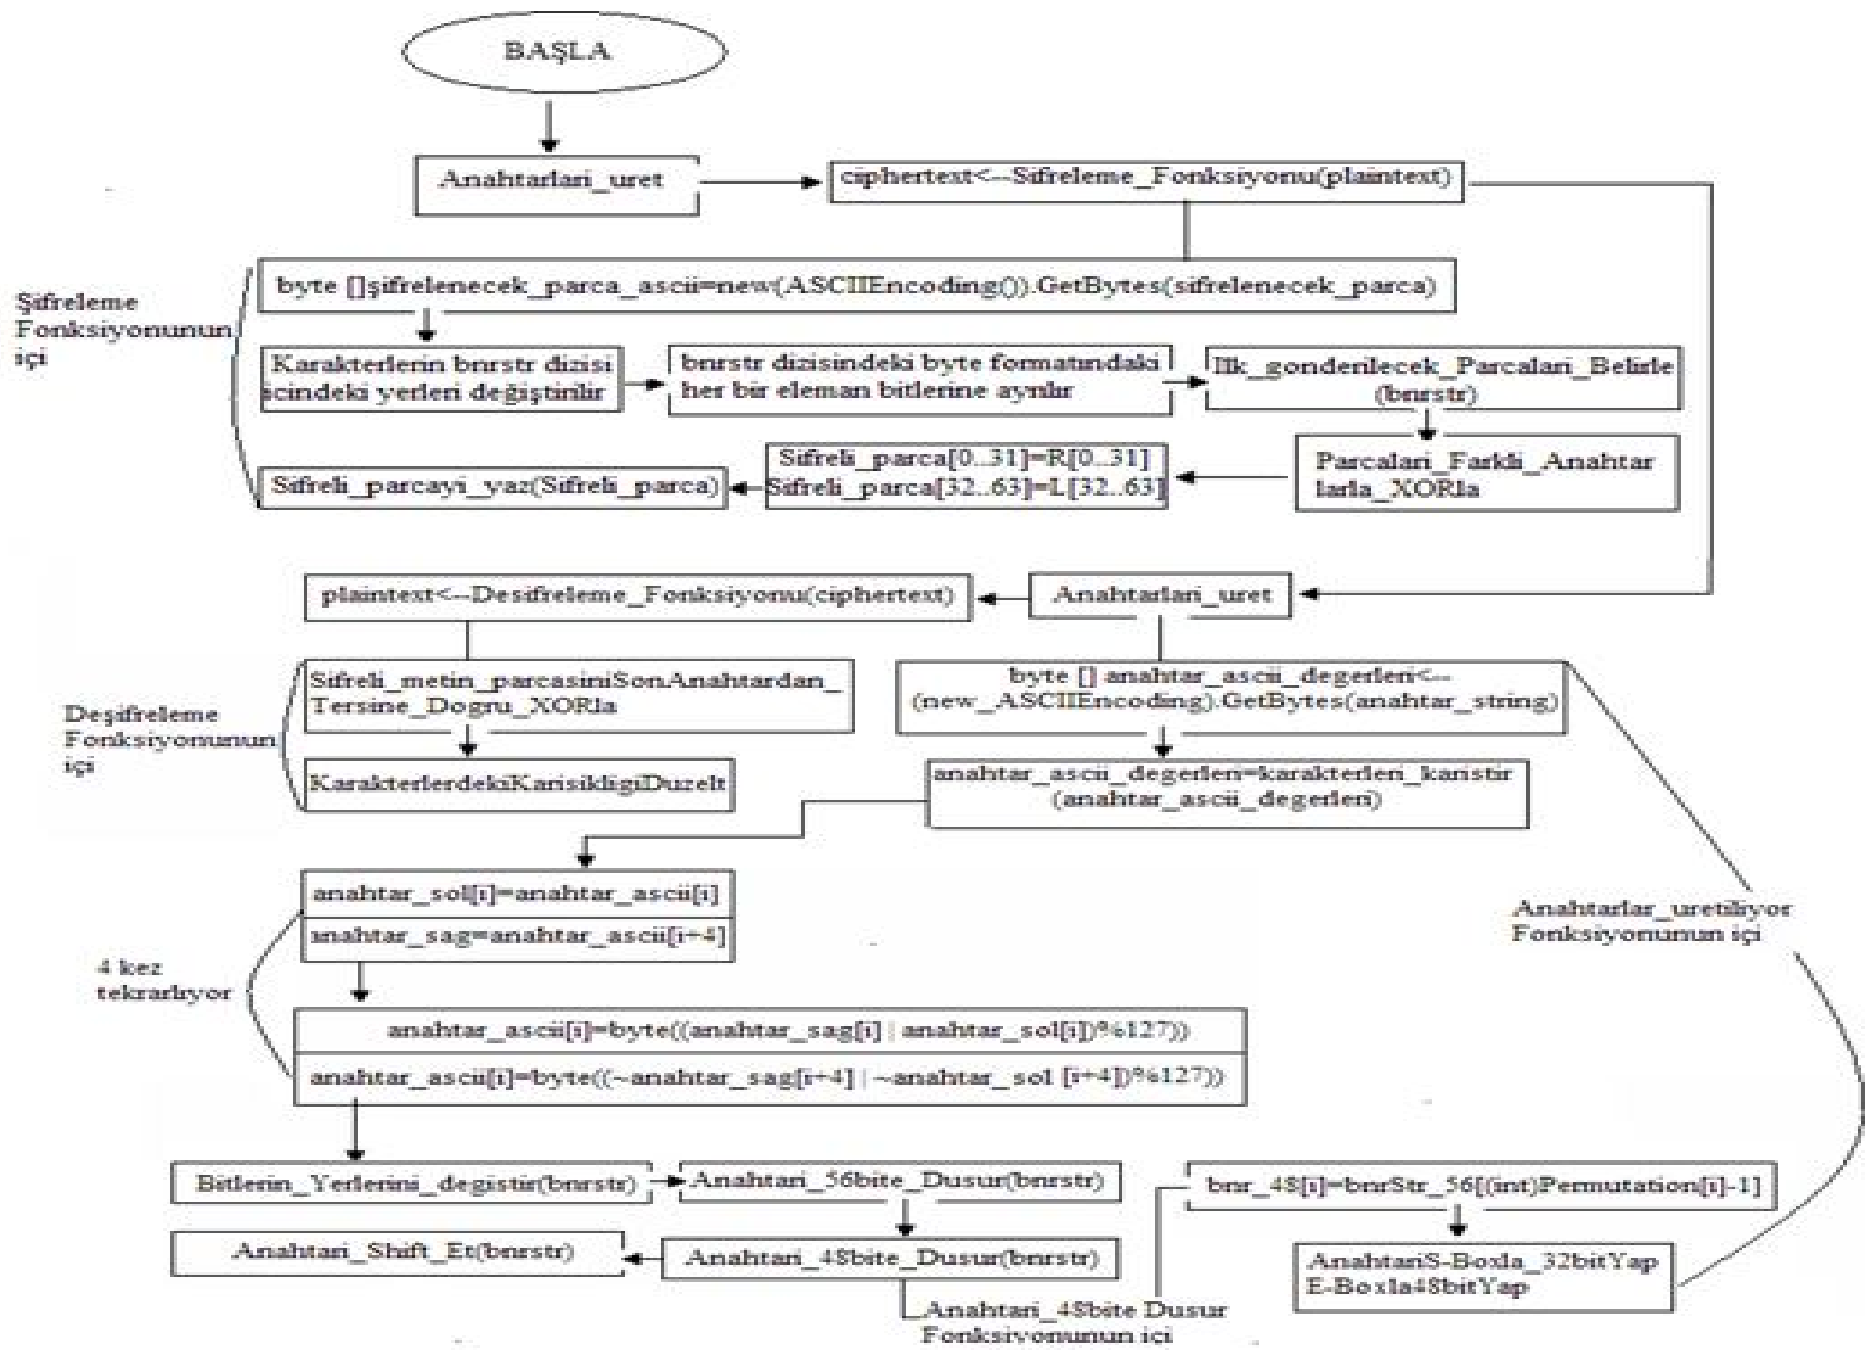 BAŞLA
Anahtarlari_uret
ciphertext<--Sifreleme_Fonksiyonu(plaintext)
Şifreleme
Fonksiyonunun
içi
byte []şifrelenecek_parca_ascii=new(ASCIIEncoding()).GetBytes(sifrelenecek_parca)
Karakterlerin bnrstr dizisi
icindeki yerleri değiştirilir
bnrstr dizisindeki byte formatındaki
her bir eleman bitlerine ayrılır
Ilk_gonderilecek_Parcalari_Belirle
(bnrstr)
Parcalari_Farkli_Anahtar
larla_XORla
Sifreli_parca[0..31]=R[0..31]
Sifreli_parca[32..63]=L[32..63]
Sifreli_parcayi_yaz(Sifreli_parca)
plaintext<--Desifreleme_Fonksiyonu(ciphertext)
Anahtarlari_uret
Deşifreleme
Fonksiyonunun
içi
Sifreli_metin_parcasiniSonAnahtardan_
Tersine_Dogru_XORla
KarakterlerdekiKarisikligiDuzelt
byte [] anahtar_ascii_degerleri<--
(new_ASCIIEncoding).GetBytes(anahtar_string)
anahtar_ascii_degerleri=karakterleri_karistir
(anahtar_ascii_degerleri)
anahtar_sol[i]=anahtar_ascii[i]
anahtar_sag=anahtar_ascii[i+4]
4 kez
tekrarlıyor
anahtar_ascii[i]=byte((anahtar_sag[i] | anahtar_sol[i])%127))
anahtar_ascii[i]=byte((~anahtar_sag[i+4] | ~anahtar_sol [i+4])%127))
Anahtarlar_uretiliyor
Fonksiyonunun içi
Bitlerin_Yerlerini_degistir(bnrstr)
Anahtari_56bite_Dusur(bnrstr)
bnr_48[i]=bnrStr_56[(int)Permutation[i]-1]
Anahtari_Shift_Et(bnrstr)
Anahtari_48bite_Dusur(bnrstr)
AnahtariS-Boxla_32bitYap
E-Boxla48bitYap
Anahtari_48bite Dusur
Fonksiyonunun içi